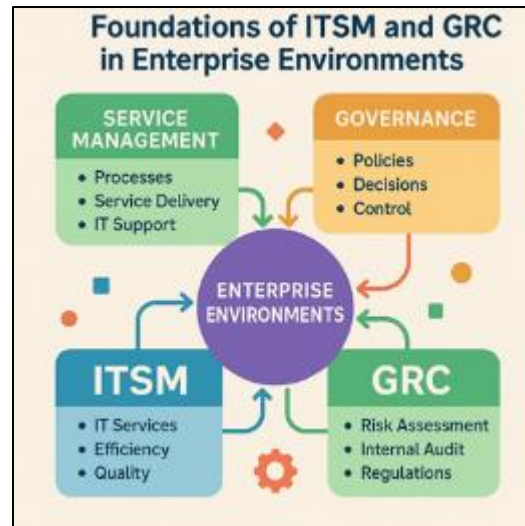 Foundations of ITSM and GRC
in Enterprise Environments
SERVICE
MANAGEMENT
• Processes
• Service Delivery
• IT Support
GOVERNANCE
• Policies
• Decisions
• Control
ENTERPRISE
ENVIRONMENTS
ITSM
• IT Services
• Efficiency
• Quality
GRC
• Risk Assessment
• Internal Audit
• Regulations